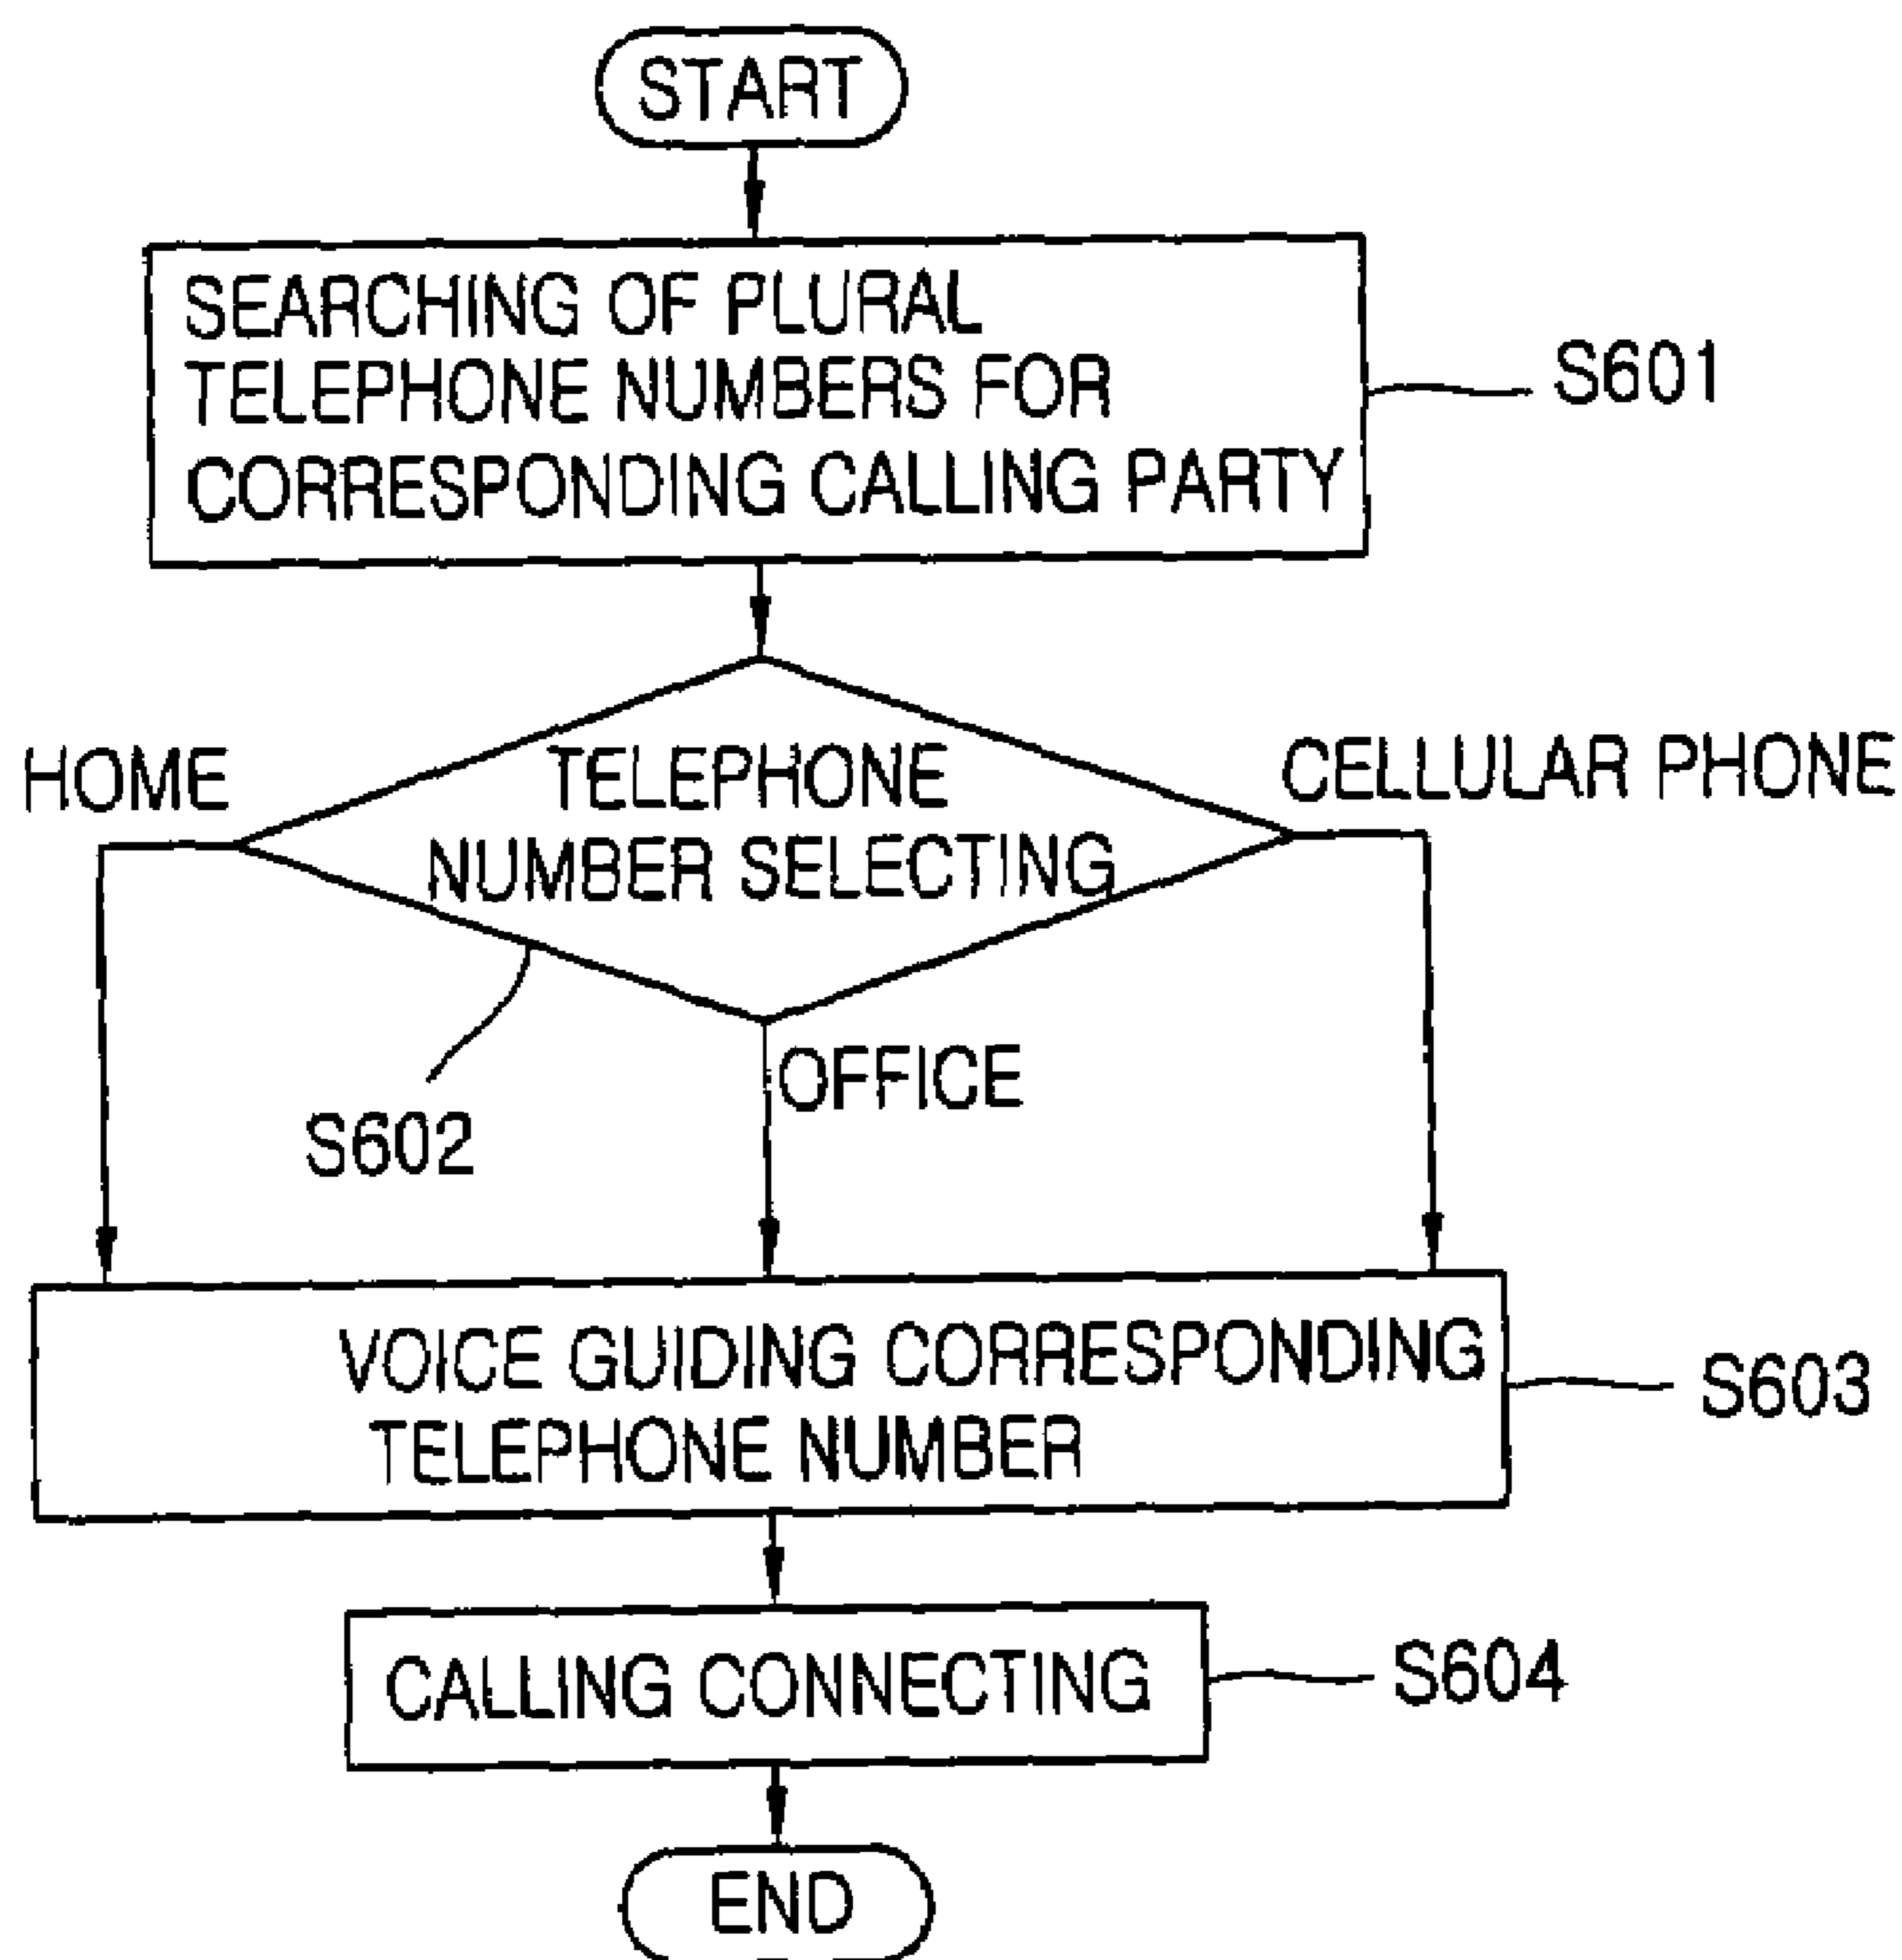 START
SEARCHING OF PLURAL
TELEPHONE NUMBERS FOR
CORRESPONDING CALLING PARTY
S601
HOME
TELEPHONE
NUMBER SELECTING
CELLULAR PHONE
S602
OFFICE
VOICE GUIDING CORRESPONDING
TELEPHONE NUMBER
S603
CALLING CONNECTING
S604
END